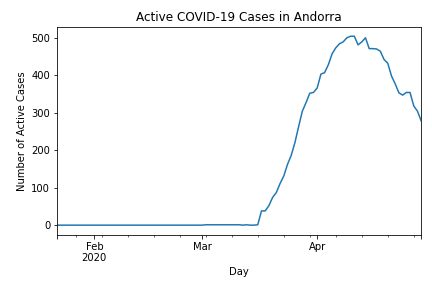 Active COVID-19 Cases in Andorra
Number of Active Cases
500
400
300
200
100
0
Feb
2020
Mar
Apr
Day